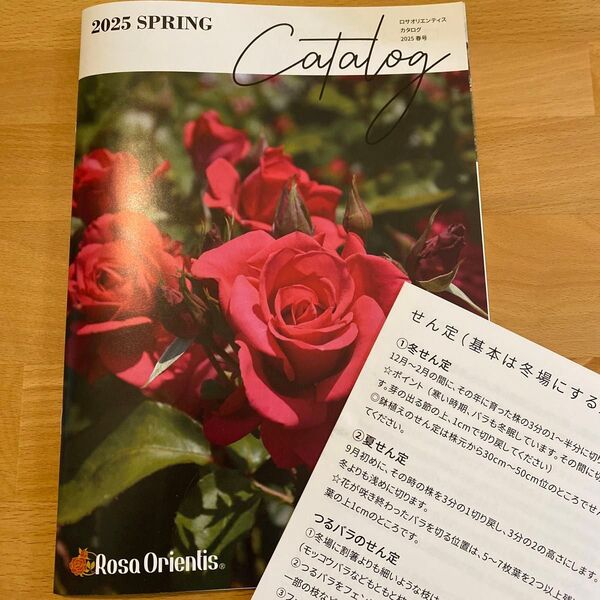 2025 SPRING
Catalog
ロサオリエンティス
カタログ
2025 春号
Rosa Orientis®
せん定(基本は冬場にする
①冬せん定
12月～2月の間に、その年に育った株の3分の1～半分に切り
☆ポイント（寒い時期、バラも冬眠しています。その間に切
す。芽の出る節の上、1cmで切り戻してください）
◎鉢植えのせん定は株元から30cm～50cm位のところでせん
てください。
②夏せん定
9月初めに、その時の株を3分の1切り戻し、3分の2の高さにします。
冬よりも浅めに切ります。
☆花が咲き終わったバラを切る位置は、5～7枚葉を2つ以上残
葉の上1cmのところです。
つるバラのせん定
①冬場に割箸よりも細いような枝は
（モッコウバラなどもともと枝
②つるバラをフェン
一部の枝など
③フ